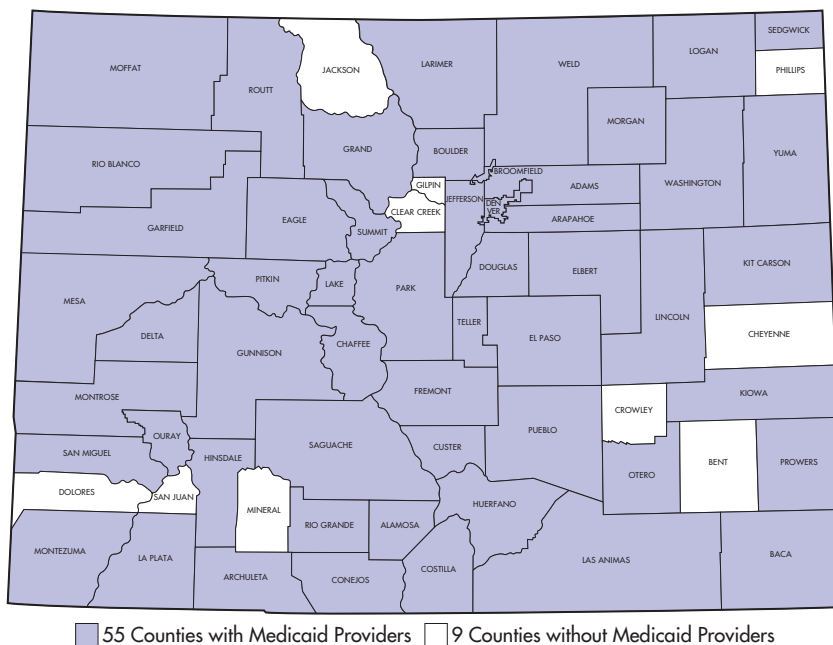 SEDGWICK
LOGAN
MOFFAT
LARIMER
WELD
JACKSON
PHILLIPS
ROUTT
MORGAN
GRAND
BOULDER
YUMA
RIO BLANCO
BROOMFIELD
GILPIN
ADAMS
WASHINGTON
JEFFERSON
DEN
VER
CLEAR CREEK
EAGLE
ARAPAHOE
GARFIELD
SUMMIT
KIT CARSON
DOUGLAS
ELBERT
PITKIN
LAKE
PARK
MESA
LINCOLN
TELLER
CHEYENNE
DELTA
EL PASO
CHAFFEE
GUNNISON
KIOWA
FREMONT
MONTROSE
CROWLEY
PUEBLO
OURAY
SAGUACHE
CUSTER
SAN MIGUEL
HINSDALE
BENT
PROWERS
OTERO
DOLORES
SAN JUAN
HUERFANO
MINERAL
RIO GRANDE
ALAMOSA
MONTEZUMA
LA PLATA
BACA
LAS ANIMAS
COSTILLA
ARCHULETA
CONEJOS
55 Counties with Medicaid Providers
9 Counties without Medicaid Providers